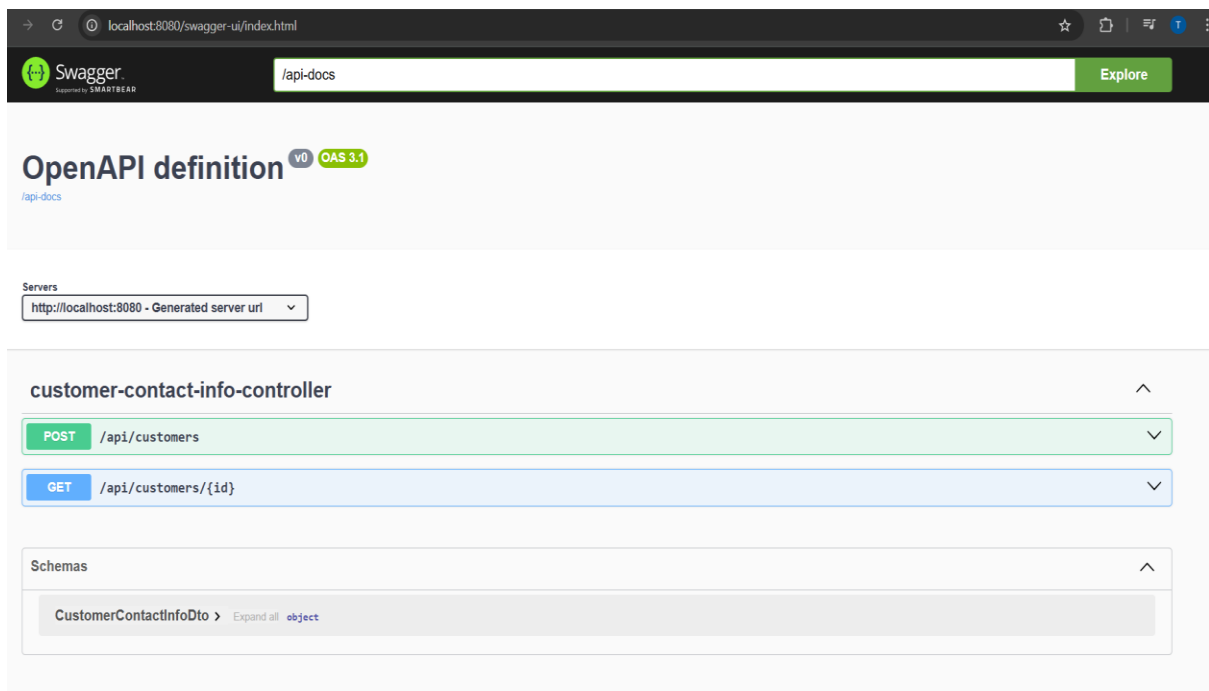 localhost:8080/swagger-ui/index.html
T
Swagger.
Supported by SMARTBEAR
/api-docs
Explore
OpenAPI definition v0 OAS 3.1
/api-docs
Servers
http://localhost:8080 - Generated server url
customer-contact-info-controller
POST /api/customers
GET /api/customers/{id}
Schemas
CustomerContactInfoDto Expand all object